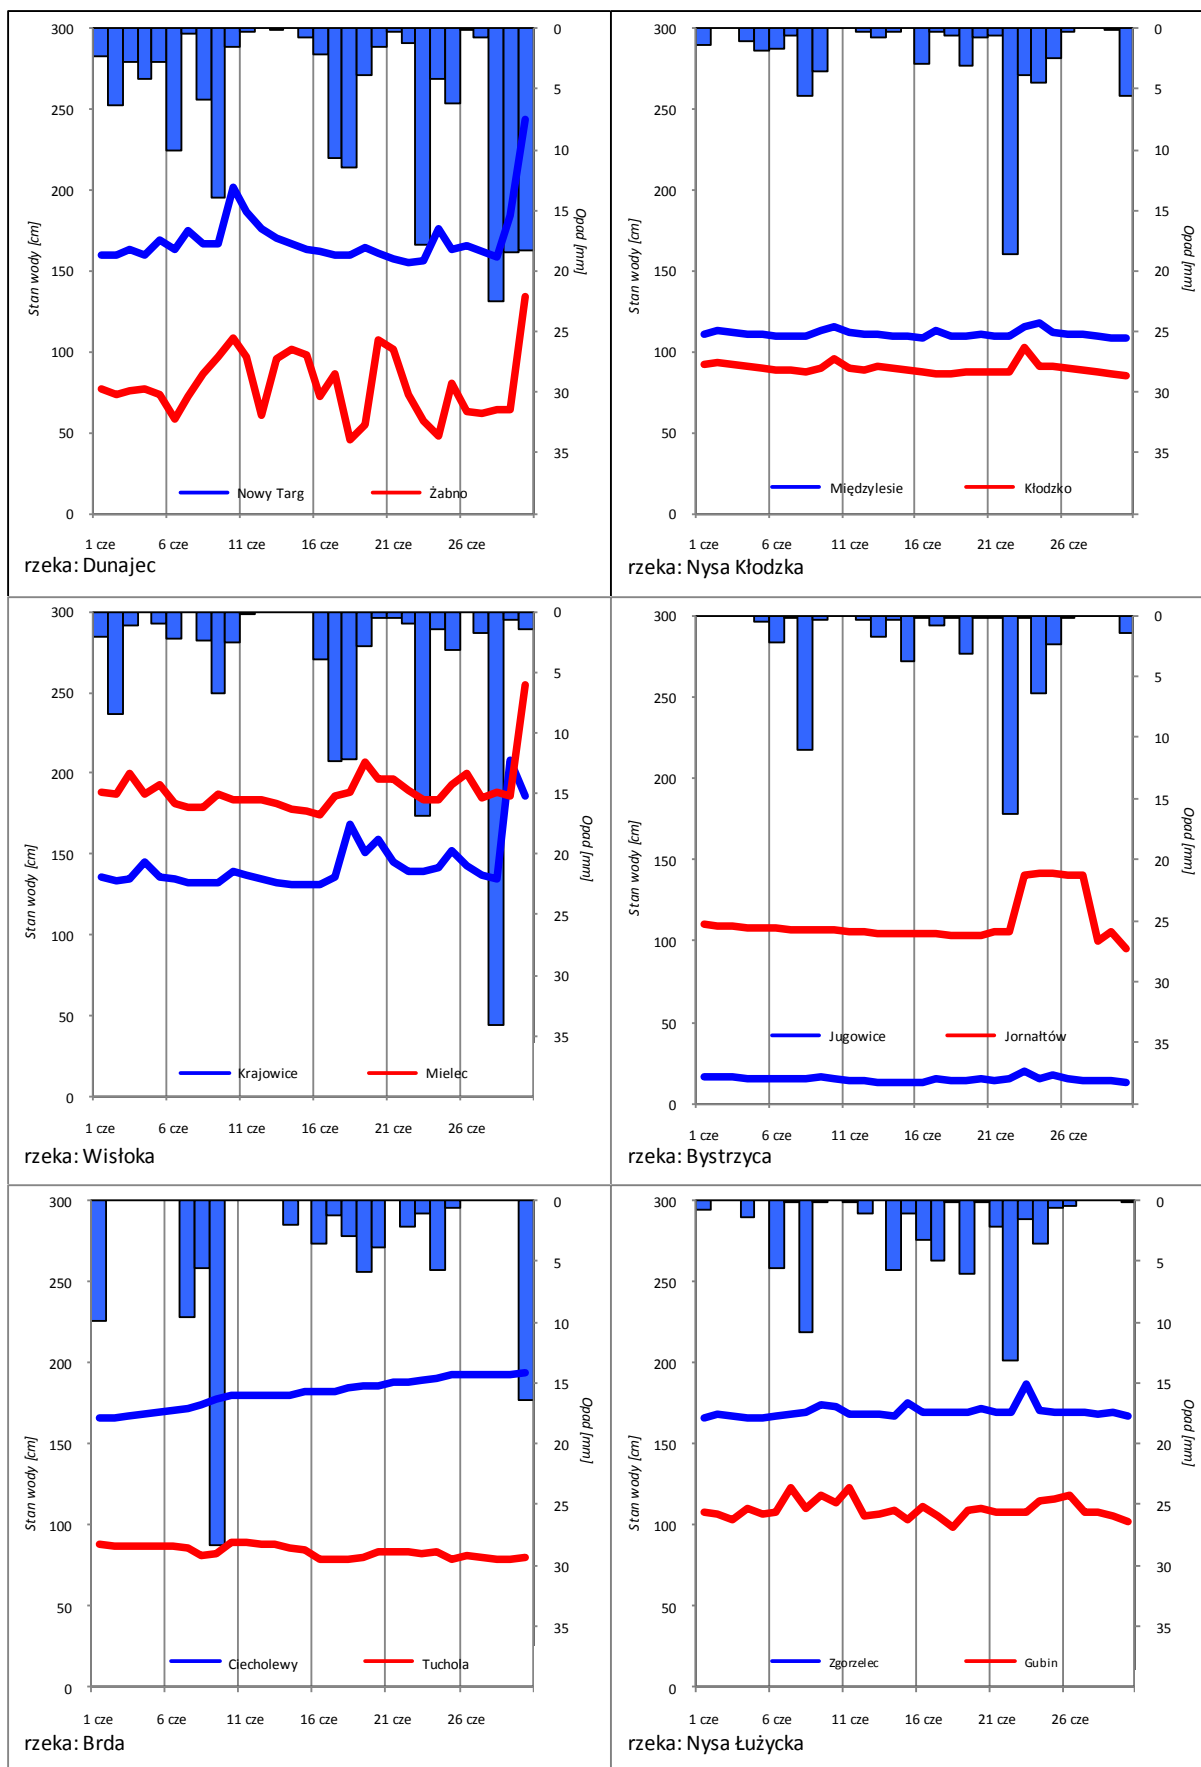 300
250
200
150
100
50
0
Stan wody [cm]
0
5
10
15
20
25
30
35
Opad [mm]
Nowy Targ
Żabno
1 cze
6 cze
11 cze
16 cze
21 cze
26 cze
rzeka: Dunajec
300
250
200
150
100
50
0
Stan wody [cm]
0
5
10
15
20
25
30
35
Opad [mm]
Międzylesie
Kłodzko
1 cze
6 cze
11 cze
16 cze
21 cze
26 cze
rzeka: Nysa Kłodzka
300
250
200
150
100
50
0
Stan wody [cm]
0
5
10
15
20
25
30
35
Opad [mm]
Krajowice
Mielec
1 cze
6 cze
11 cze
16 cze
21 cze
26 cze
rzeka: Wisłoka
300
250
200
150
100
50
0
Stan wody [cm]
0
5
10
15
20
25
30
35
Opad [mm]
Jugowice
Jornałtów
1 cze
6 cze
11 cze
16 cze
21 cze
26 cze
rzeka: Bystrzyca
300
250
200
150
100
50
0
Stan wody [cm]
0
5
10
15
20
25
30
35
Opad [mm]
Ciecholewy
Tuchola
1 cze
6 cze
11 cze
16 cze
21 cze
26 cze
rzeka: Brda
300
250
200
150
100
50
0
Stan wody [cm]
0
5
10
15
20
25
30
35
Opad [mm]
Zgorzelec
Gubin
1 cze
6 cze
11 cze
16 cze
21 cze
26 cze
rzeka: Nysa Łużycka